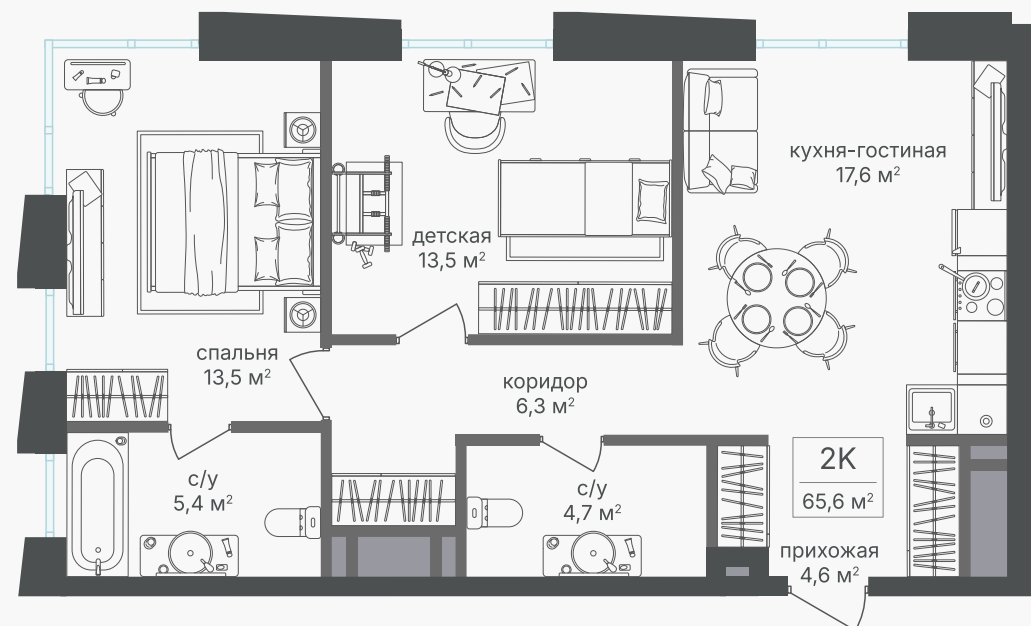 кухня-гостиная
17,6 м²
детская
13,5 м²
спальня
13,5 м²
коридор
6,3 м²
с/у
5,4 м²
с/у
4,7 м²
2К
65,6 м²
прихожая
4,6 м²